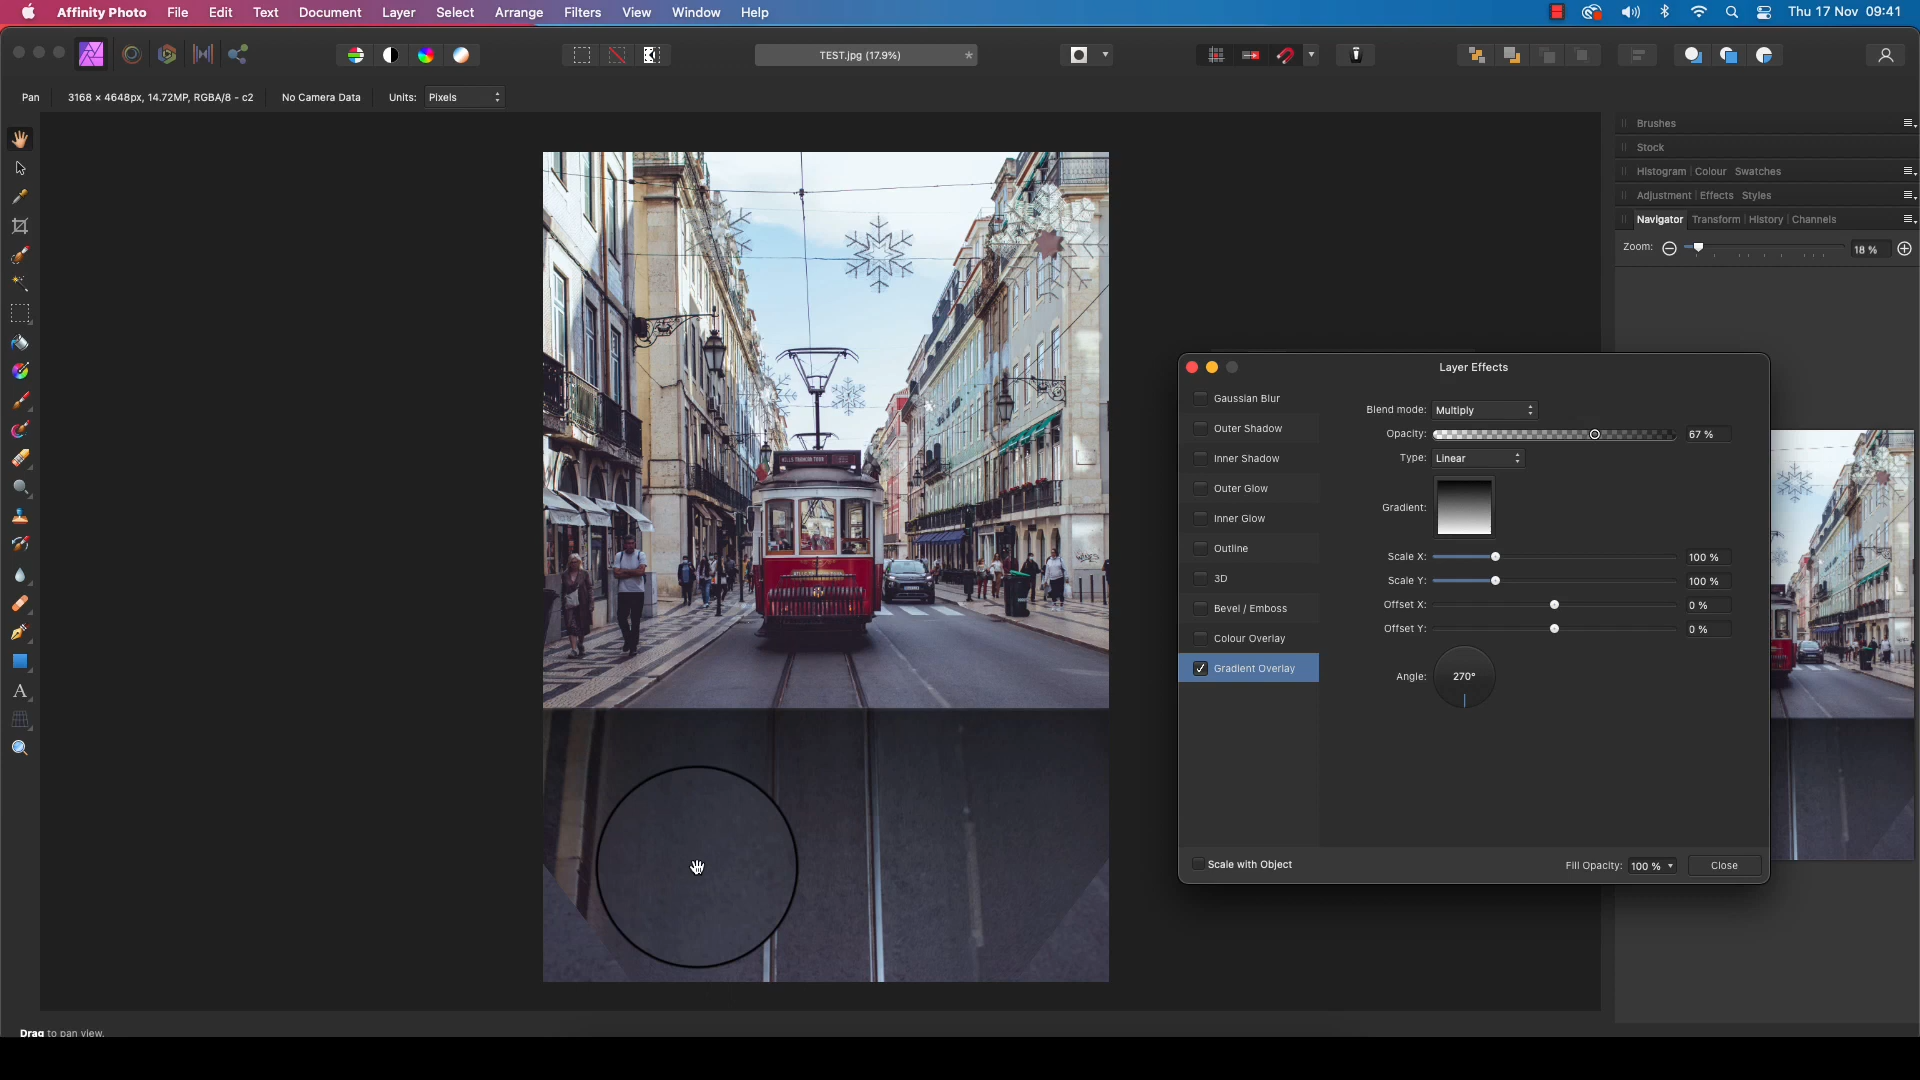 Affinity Photo File Edit Text Document Layer Select Arrange Filters View Window Help Thu 17 Nov 09:41
TEST.jpg (17.9%)
Pan 3168 × 4648px, 14.72MP, RGBA/8 - c2 No Camera Data Units: Pixels
Brushes
Stock
Histogram Colour Swatches
Adjustment Effects Styles
Navigator Transform History Channels
Zoom: 18 %
Layer Effects
Gaussian Blur
Outer Shadow
Inner Shadow
Outer Glow
Inner Glow
Outline
3D
Bevel / Emboss
Colour Overlay
Gradient Overlay
Blend mode: Multiply
Opacity: 67 %
Type: Linear
Gradient:
Scale X: 100 %
Scale Y: 100 %
Offset X: 0 %
Offset Y: 0 %
Angle: 270°
Scale with Object
Fill Opacity: 100 % Close
Drag to pan view.